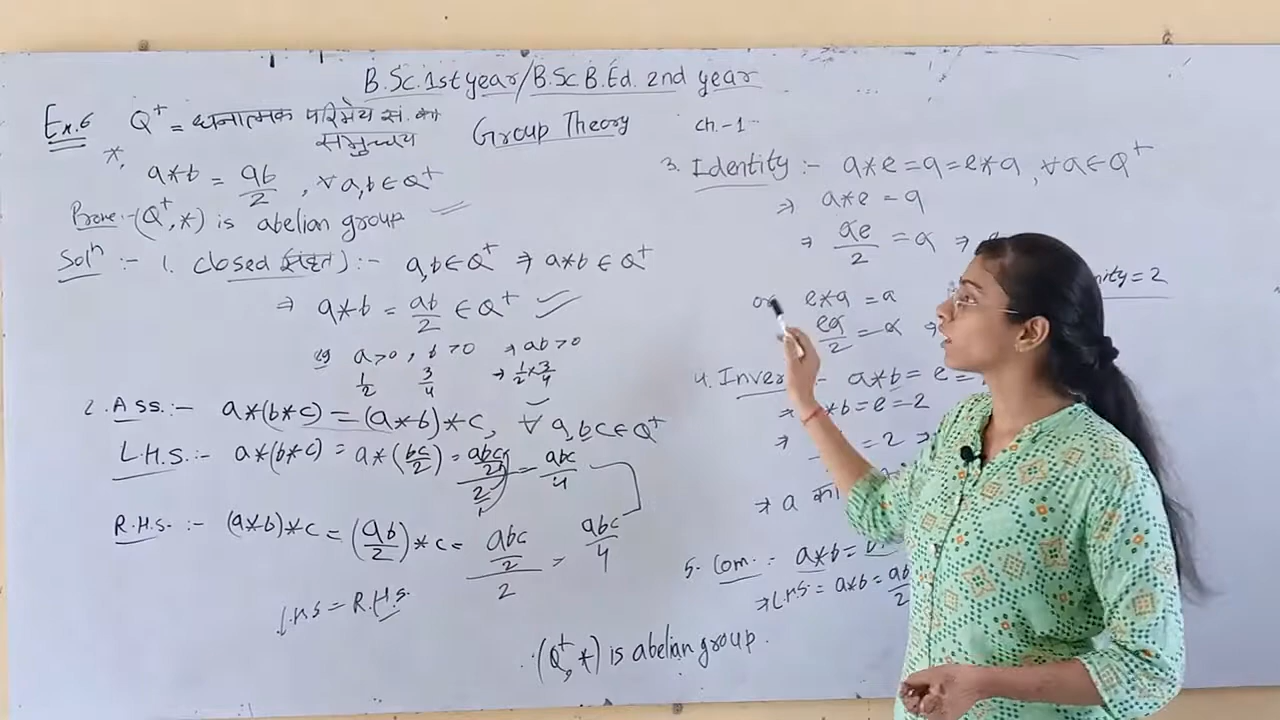 B.Sc. 1st year/B.Sc B.Ed. 2nd year
Group Theory ch.-1
Ex.6 Q⁺ = धनात्मक परिमेय सं. का
समुच्चय
*,
a*b = ab/2 , ∀ a,b ∈ Q⁺
Prove:- (Q⁺, *) is abelian group
Solⁿ :- 1. closed (संवृत) :- a,b ∈ Q⁺ ⇒ a*b ∈ Q⁺
⇒ a*b = ab/2 ∈ Q⁺
a>0, b>0 ⇒ ab>0
1/2 3/4 → 1/2 × 3/4
2. Ass :- a*(b*c) = (a*b)*c, ∀ a,b,c ∈ Q⁺
L.H.S. :- a*(b*c) = a*(bc/2) = (abc/2)/2 = abc/4
R.H.S. :- (a*b)*c = (ab/2)*c = (abc/2)/2 = abc/4
LHS = R.H.S.
3. Identity :- a*e = a = e*a, ∀ a ∈ Q⁺
⇒ a*e = a
⇒ ae/2 = a ⇒
= 2
e*a = a
ea/2 = a ⇒
4. Inver :- a*b = e =
⇒ *b = e = 2
⇒ = 2 ⇒
⇒ a का
5. Com. :- a*b =
⇒ LHS = a*b = ab/2
∴ (Q⁺, *) is abelian group.